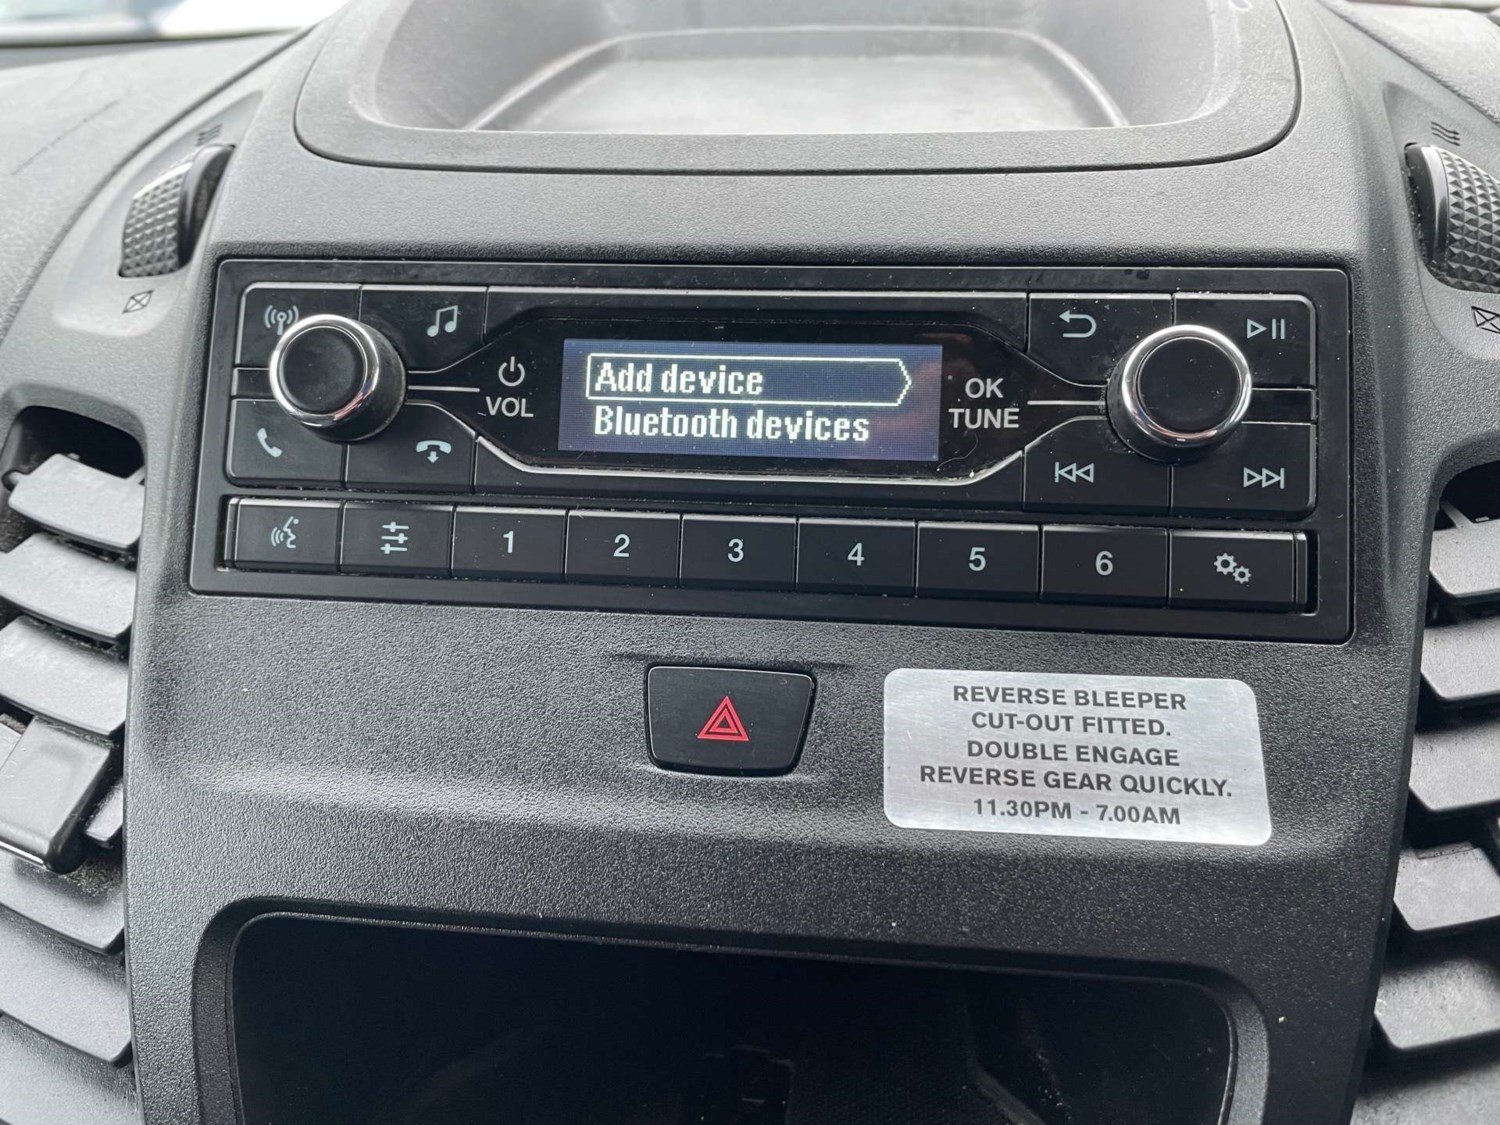 Add device
Bluetooth devices
VOL
OK
TUNE
1 2 3 4 5 6
REVERSE BLEEPER
CUT-OUT FITTED.
DOUBLE ENGAGE
REVERSE GEAR QUICKLY.
11.30PM - 7.00AM